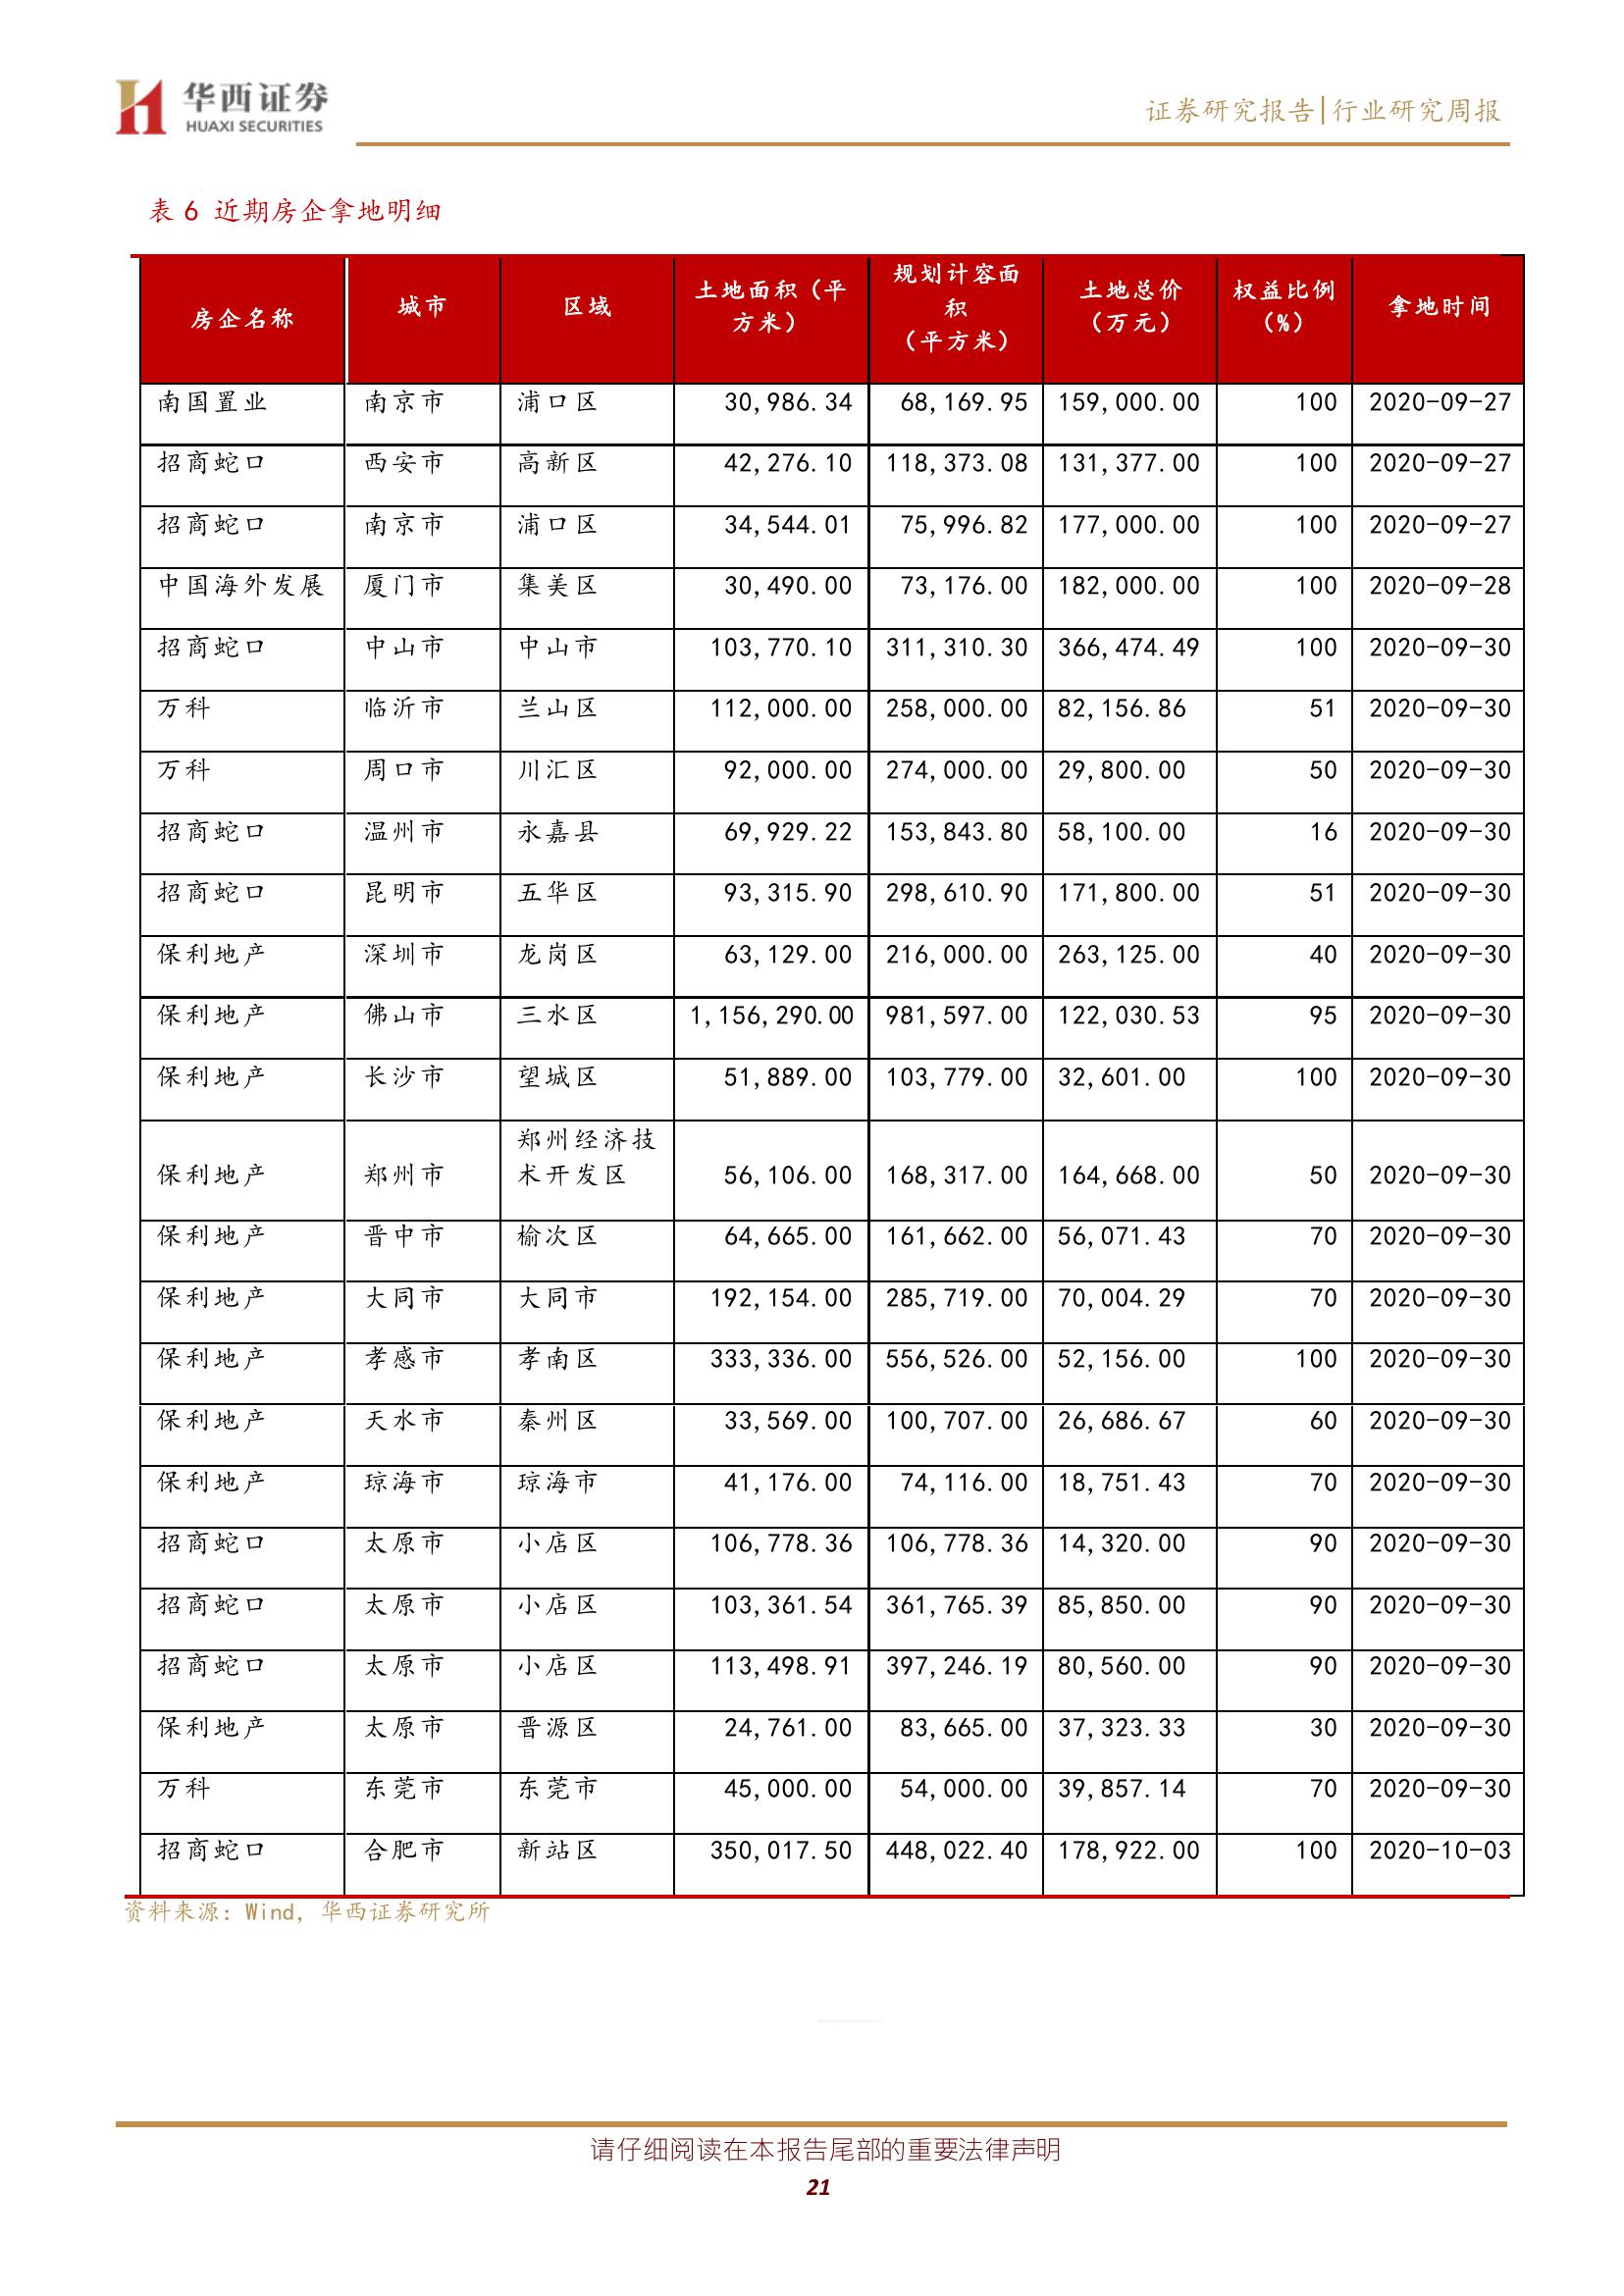 华西证券
HUAXI SECURITIES
证券研究报告|行业研究周报
表 6 近期房企拿地明细
房企名称 城市 区域 土地面积（平方米） 规划计容面积（平方米） 土地总价（万元） 权益比例（%） 拿地时间
南国置业 南京市 浦口区 30,986.34 68,169.95 159,000.00 100 2020-09-27
招商蛇口 西安市 高新区 42,276.10 118,373.08 131,377.00 100 2020-09-27
招商蛇口 南京市 浦口区 34,544.01 75,996.82 177,000.00 100 2020-09-27
中国海外发展 厦门市 集美区 30,490.00 73,176.00 182,000.00 100 2020-09-28
招商蛇口 中山市 中山市 103,770.10 311,310.30 366,474.49 100 2020-09-30
万科 临沂市 兰山区 112,000.00 258,000.00 82,156.86 51 2020-09-30
万科 周口市 川汇区 92,000.00 274,000.00 29,800.00 50 2020-09-30
招商蛇口 温州市 永嘉县 69,929.22 153,843.80 58,100.00 16 2020-09-30
招商蛇口 昆明市 五华区 93,315.90 298,610.90 171,800.00 51 2020-09-30
保利地产 深圳市 龙岗区 63,129.00 216,000.00 263,125.00 40 2020-09-30
保利地产 佛山市 三水区 1,156,290.00 981,597.00 122,030.53 95 2020-09-30
保利地产 长沙市 望城区 51,889.00 103,779.00 32,601.00 100 2020-09-30
保利地产 郑州市 郑州经济技术开发区 56,106.00 168,317.00 164,668.00 50 2020-09-30
保利地产 晋中市 榆次区 64,665.00 161,662.00 56,071.43 70 2020-09-30
保利地产 大同市 大同市 192,154.00 285,719.00 70,004.29 70 2020-09-30
保利地产 孝感市 孝南区 333,336.00 556,526.00 52,156.00 100 2020-09-30
保利地产 天水市 秦州区 33,569.00 100,707.00 26,686.67 60 2020-09-30
保利地产 琼海市 琼海市 41,176.00 74,116.00 18,751.43 70 2020-09-30
招商蛇口 太原市 小店区 106,778.36 106,778.36 14,320.00 90 2020-09-30
招商蛇口 太原市 小店区 103,361.54 361,765.39 85,850.00 90 2020-09-30
招商蛇口 太原市 小店区 113,498.91 397,246.19 80,560.00 90 2020-09-30
保利地产 太原市 晋源区 24,761.00 83,665.00 37,323.33 30 2020-09-30
万科 东莞市 东莞市 45,000.00 54,000.00 39,857.14 70 2020-09-30
招商蛇口 合肥市 新站区 350,017.50 448,022.40 178,922.00 100 2020-10-03
资料来源：Wind，华西证券研究所
请仔细阅读在本报告尾部的重要法律声明
21